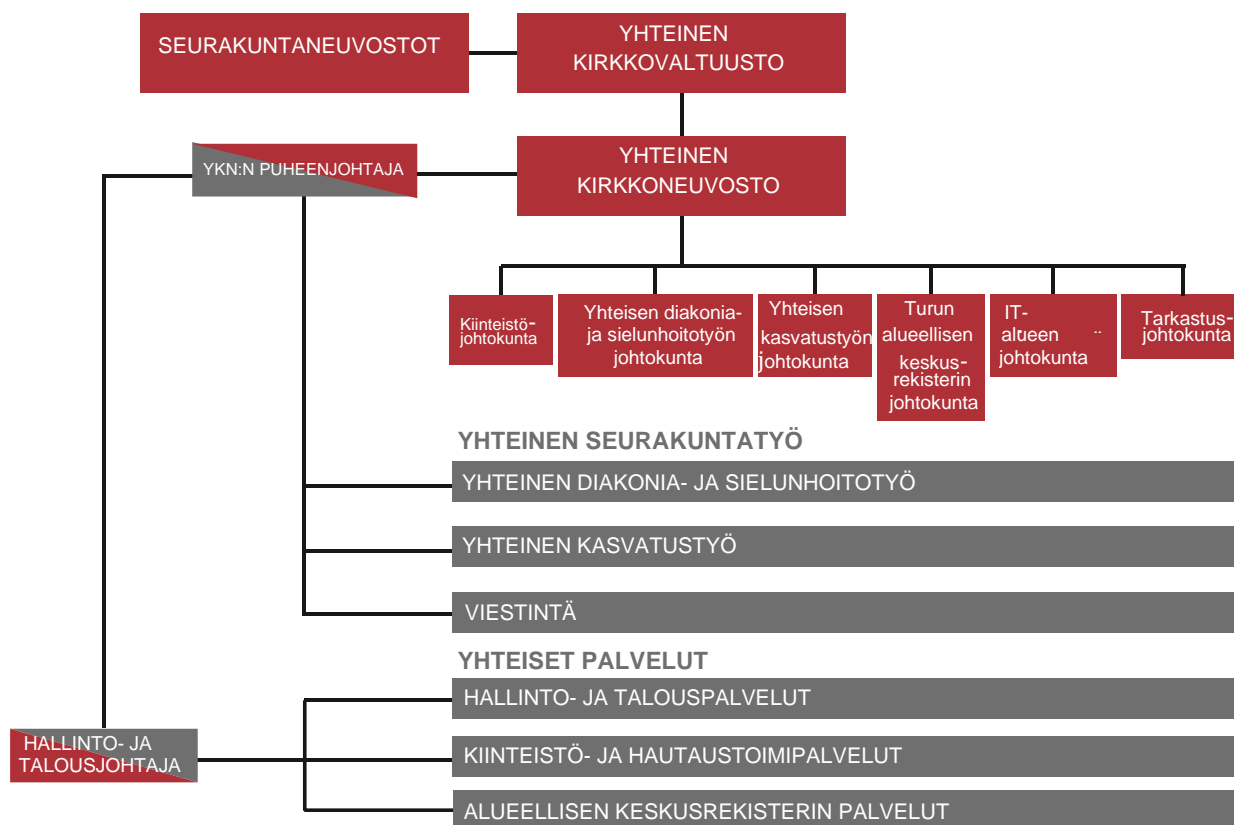 SEURAKUNTANEUVOSTOT
YHTEINEN
KIRKKOVALTUUSTO
YKN:N PUHEENJOHTAJA
YHTEINEN
KIRKKONEUVOSTO
Kiinteistö-
johtokunta
Yhteisen diakonia-
ja sielunhoitotyön
johtokunta
Yhteisen
kasvatustyön
johtokunta
Turun
alueellisen
keskus-
rekisterin
johtokunta
IT-
alueen
johtokunta
Tarkastus-
johtokunta
YHTEINEN SEURAKUNTATYÖ
YHTEINEN DIAKONIA- JA SIELUNHOITOTYÖ
YHTEINEN KASVATUSTYÖ
VIESTINTÄ
YHTEISET PALVELUT
HALLINTO- JA TALOUSPALVELUT
HALLINTO- JA
TALOUSJOHTAJA
KIINTEISTÖ- JA HAUTAUSTOIMIPALVELUT
ALUEELLISEN KESKUSREKISTERIN PALVELUT